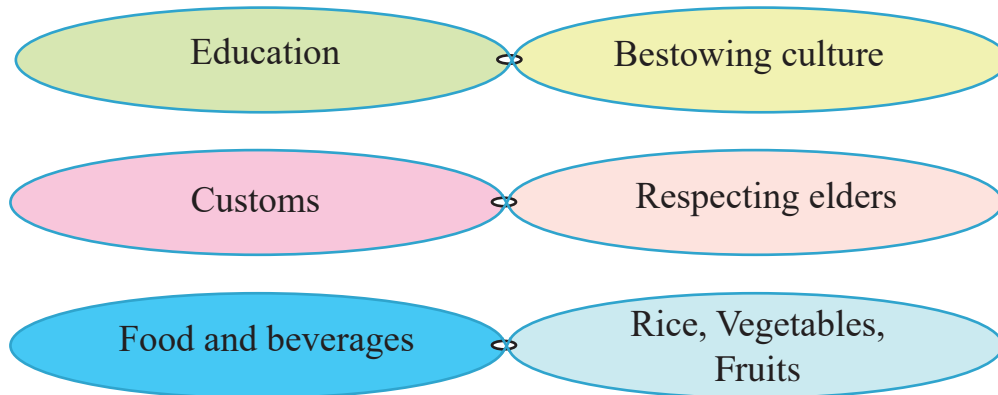 Education
Bestowing culture
Customs
Respecting elders
Food and beverages
Rice, Vegetables,
Fruits